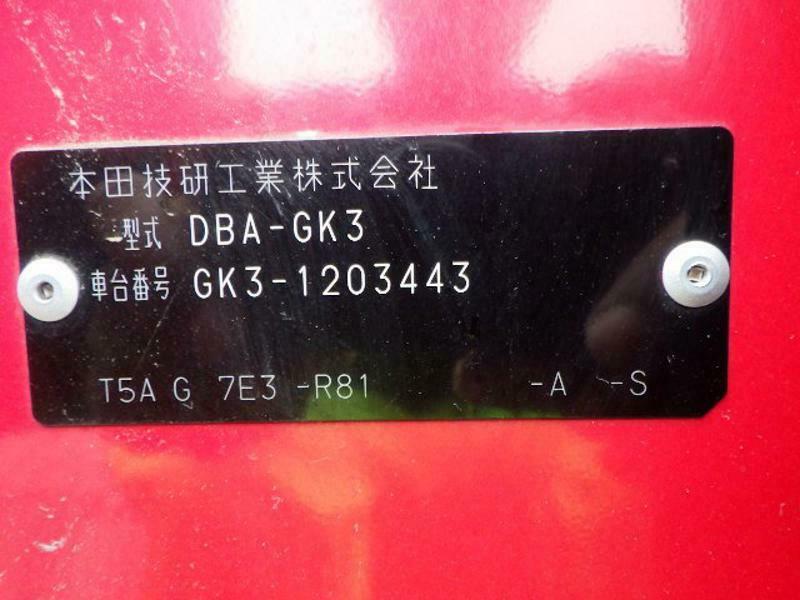 本田技研工業株式会社
型式 DBA-GK3
車台番号 GK3-1203443
T5A G 7E3 -R81 -A -S